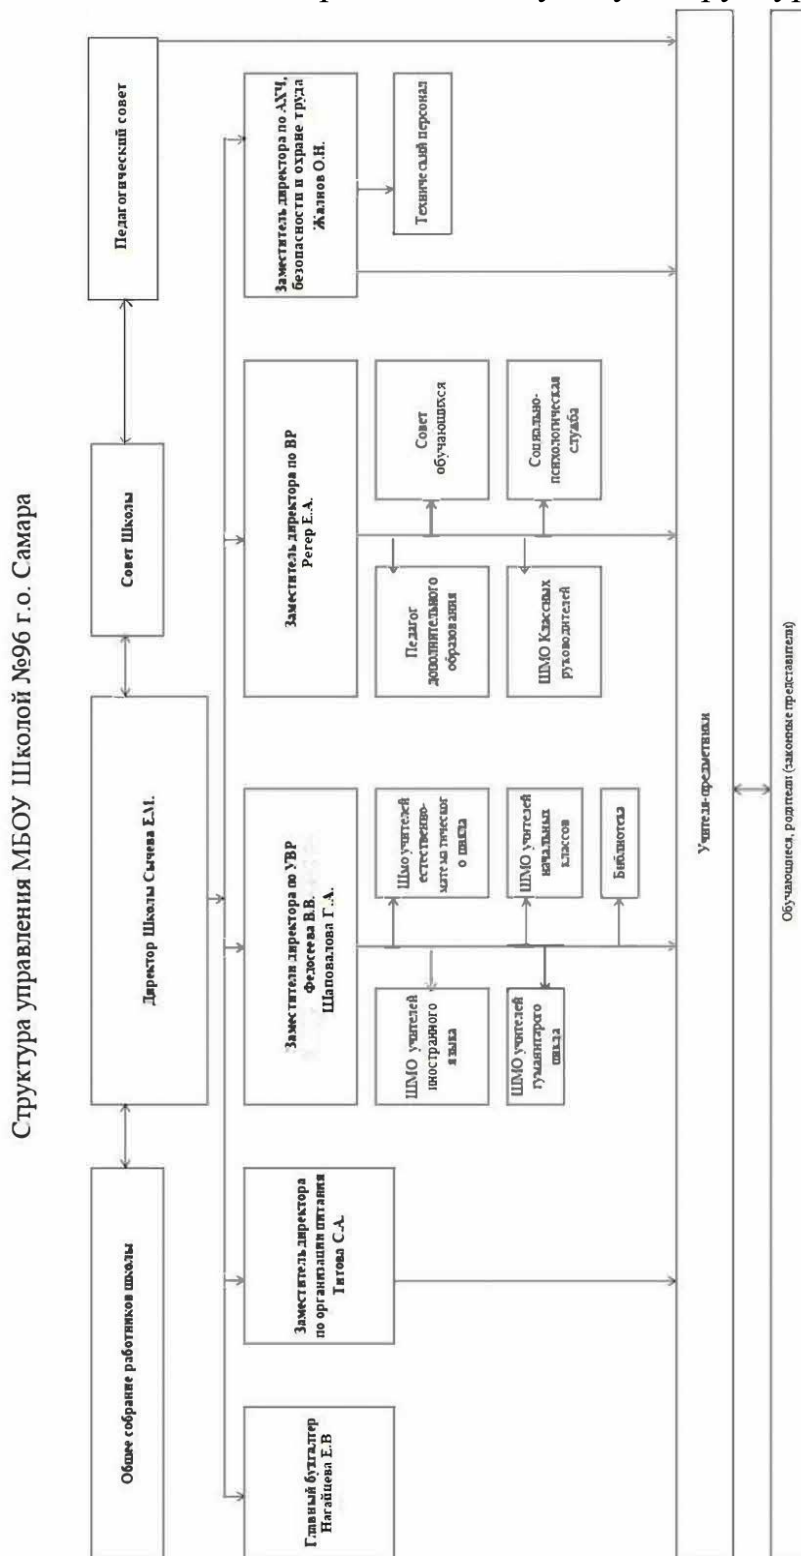 Структура управления МБОУ Школой №96 г.о. Самара
Общее собрание работников школы
Директор Школы Сычева Е.М.
Совет Школы
Педагогический совет
Главный бухгалтер
Нагайцева Е.В
Заместитель директора
по организации питания
Титова С.А.
Заместители директора по УВР
Федосеева В.В.
Шаповалова Г.А.
Заместитель директора по ВР
Регер Е.А.
Заместитель директора по АХЧ,
безопасности и охране труда
Жалнов О.Н.
ШМО учителей
иностранного
языка
Шмо учителей
естественно-
математическог
о цикла
Педагог
дополнительного
образования
Совет
обучающихся
Технический персонал
ШМО учителей
гуманитарого
цикла
ШМО учителей
начальных
классов
ШМО Классных
руководителей
Социально-
психологическая
служба
Библиотека
Учителя-предметники
Обучающиеся, родители (законные представители)